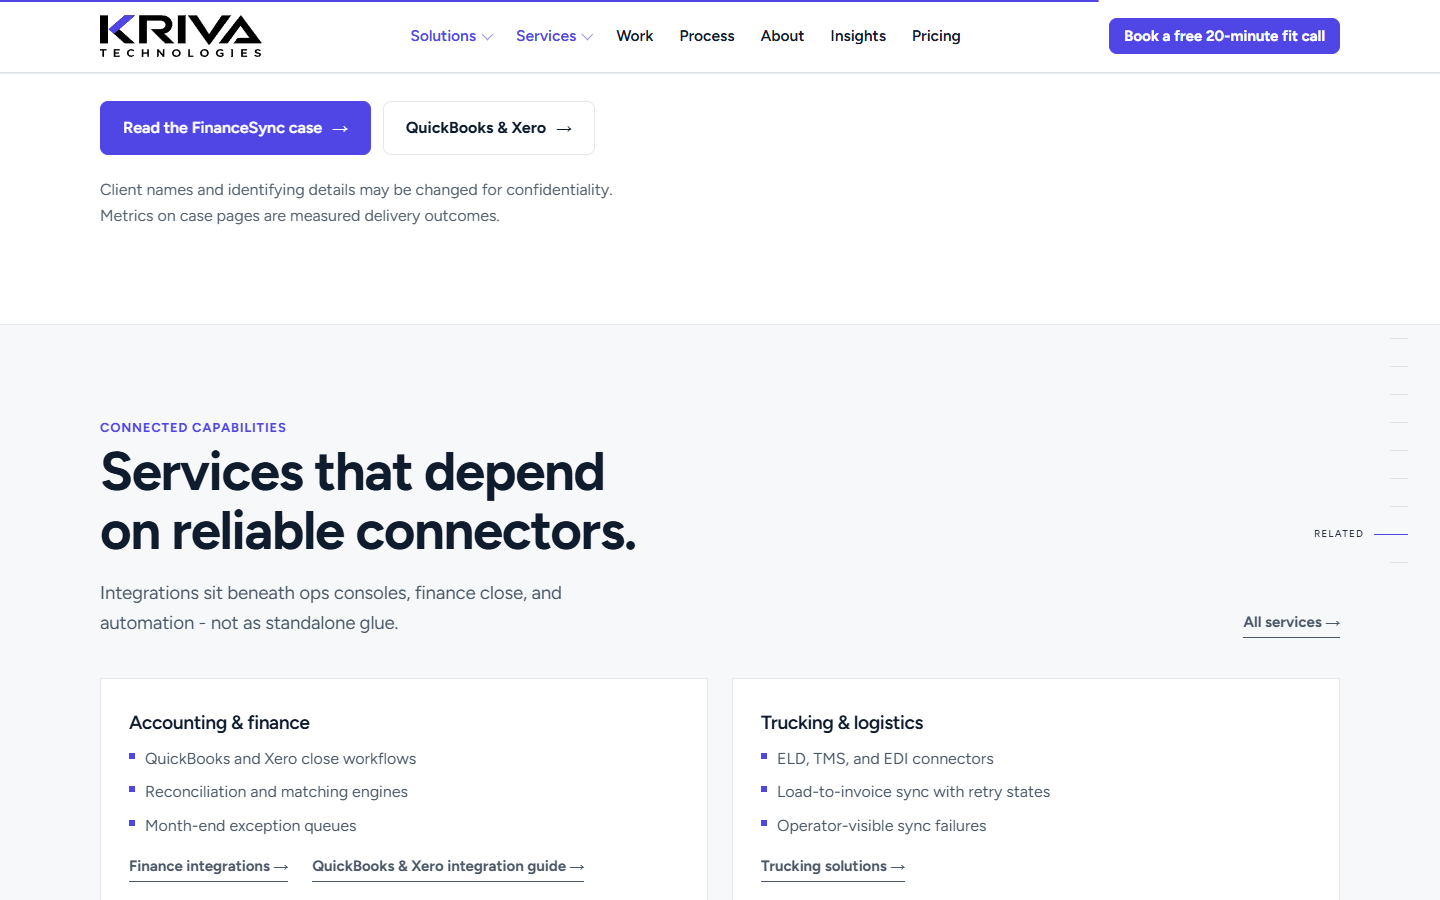 KRIVA
TECHNOLOGIES
Solutions
Services
Work
Process
About
Insights
Pricing
Book a free 20-minute fit call
Read the FinanceSync case →
QuickBooks & Xero →
Client names and identifying details may be changed for confidentiality.
Metrics on case pages are measured delivery outcomes.
CONNECTED CAPABILITIES
Services that depend
on reliable connectors.
RELATED
Integrations sit beneath ops consoles, finance close, and
automation - not as standalone glue.
All services →
Accounting & finance
QuickBooks and Xero close workflows
Reconciliation and matching engines
Month-end exception queues
Finance integrations →
QuickBooks & Xero integration guide →
Trucking & logistics
ELD, TMS, and EDI connectors
Load-to-invoice sync with retry states
Operator-visible sync failures
Trucking solutions →